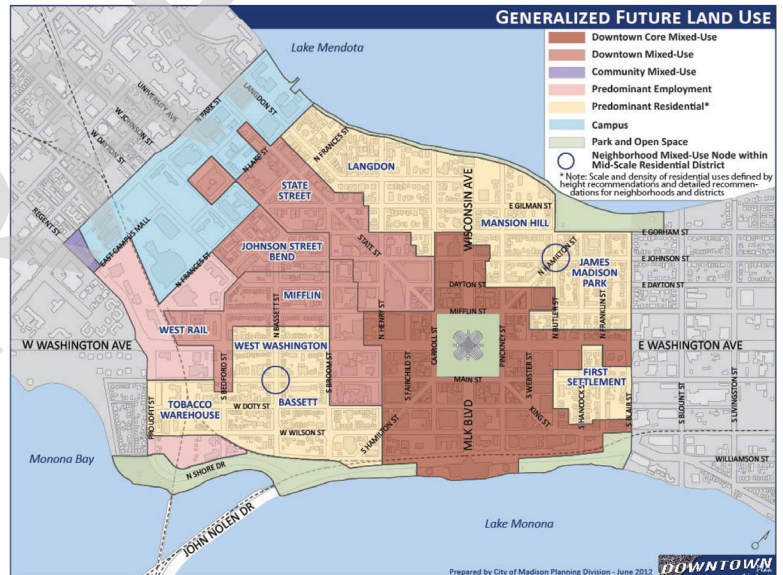 GENERALIZED FUTURE LAND USE
Downtown Core Mixed-Use
Downtown Mixed-Use
Community Mixed-Use
Predominant Employment
Predominant Residential*
Campus
Park and Open Space
Neighborhood Mixed-Use Node within
Mid-Scale Residential District
* Note: Scale and density of residential uses defined by
height recommendations and detailed recommen-
dations for neighborhoods and districts
Lake Mendota
UNIVERSITY AVE
W JOHNSON ST
W DAYTON ST
N PARK ST
LANGDON ST
N LAKE ST
N FRANCES ST
LANGDON
STATE
STREET
WISCONSIN AVE
E GILMAN ST
MANSION HILL
REGENT ST
EAST CAMPUS MALL
N FRANCES ST
JOHNSON STREET
BEND
STATE ST
N HAMILTON ST
JAMES
MADISON
PARK
E GORHAM ST
E JOHNSON ST
E DAYTON ST
DAYTON ST
MIFFLIN ST
MIFFLIN
N BASSETT ST
N HENRY ST
CARROLL ST
PINCKNEY ST
N BUTLER ST
N FRANKLIN ST
WEST RAIL
W WASHINGTON AVE
WEST WASHINGTON
E WASHINGTON AVE
S BEDFORD ST
S BROOM ST
S FAIRCHILD ST
MAIN ST
S WEBSTER ST
FIRST
SETTLEMENT
S HANCOCK ST
S BLAIR ST
S BLOUNT ST
S LIVINGSTON ST
PROUDFIT ST
TOBACCO
WAREHOUSE
W DOTY ST
BASSETT
W WILSON ST
S HAMILTON ST
MLK BLVD
KING ST
WILLIAMSON ST
Monona Bay
N SHORE DR
JOHN NOLEN DR
Lake Monona
Prepared by City of Madison Planning Division - June 2012
DOWNTOWN